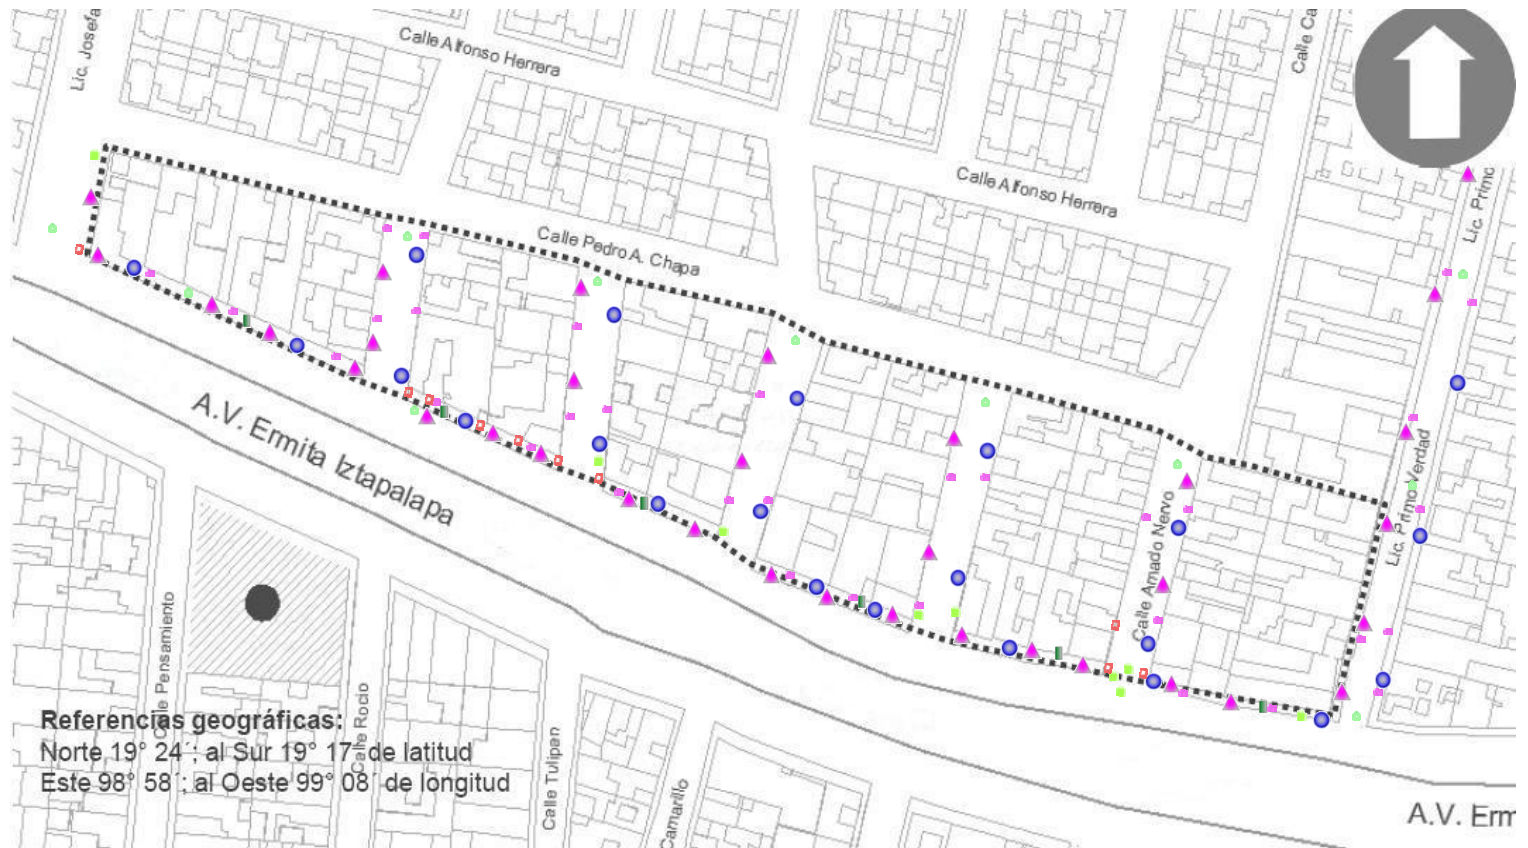 Lic. Josefa
Calle Alfonso Herrera
Calle Ca
Lic. Primo
Calle Alfonso Herrera
Calle Pedro A. Chapa
A.V. Ermita Iztapalapa
Lic. Primo Verdad
Calle Amado Nervo
Calle Pensamiento
Calle Rocio
Calle Tulipan
Camarillo
Referencias geográficas:
Norte 19° 24´; al Sur 19° 17´ de latitud
Este 98° 58´; al Oeste 99° 08´ de longitud
A.V. Erm